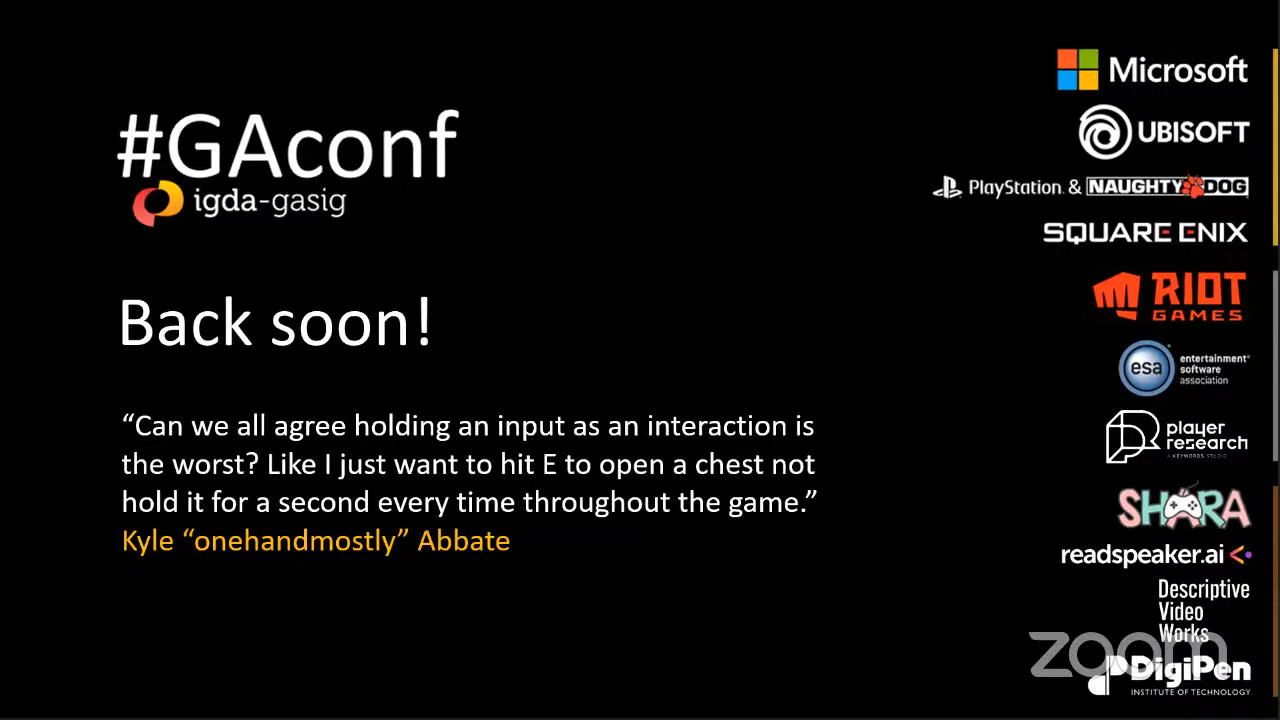 #GAconf
igda-gasig
Back soon!
“Can we all agree holding an input as an interaction is
the worst? Like I just want to hit E to open a chest not
hold it for a second every time throughout the game.”
Kyle “onehandmostly” Abbate
Microsoft
UBISOFT
PlayStation. & NAUGHTY DOG
SQUARE ENIX
RIOT
GAMES
esa
entertainment®
software
association
player
research
A KEYWORDS STUDIO
SHARA
readspeaker.ai
Descriptive
Video
Works
zoom
DigiPen
INSTITUTE OF TECHNOLOGY